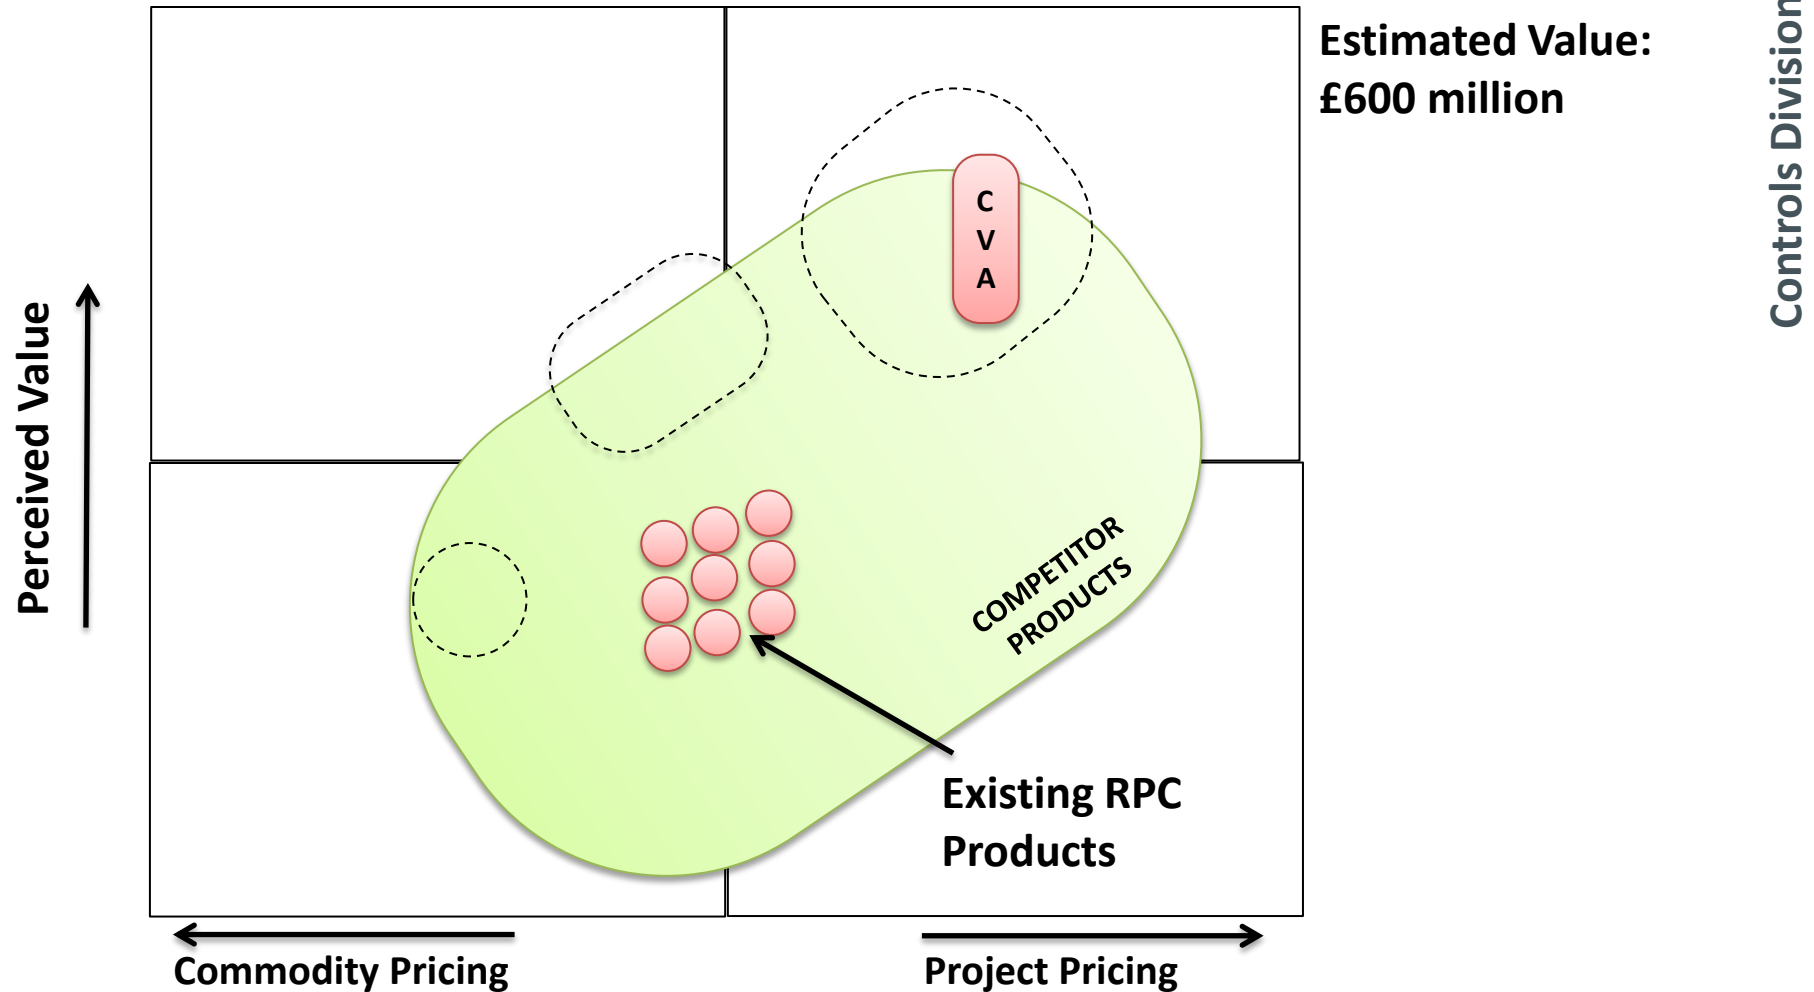 Estimated Value:
£600 million
Controls Division
C
V
A
Perceived Value
COMPETITOR
PRODUCTS
Existing RPC
Products
Commodity Pricing
Project Pricing